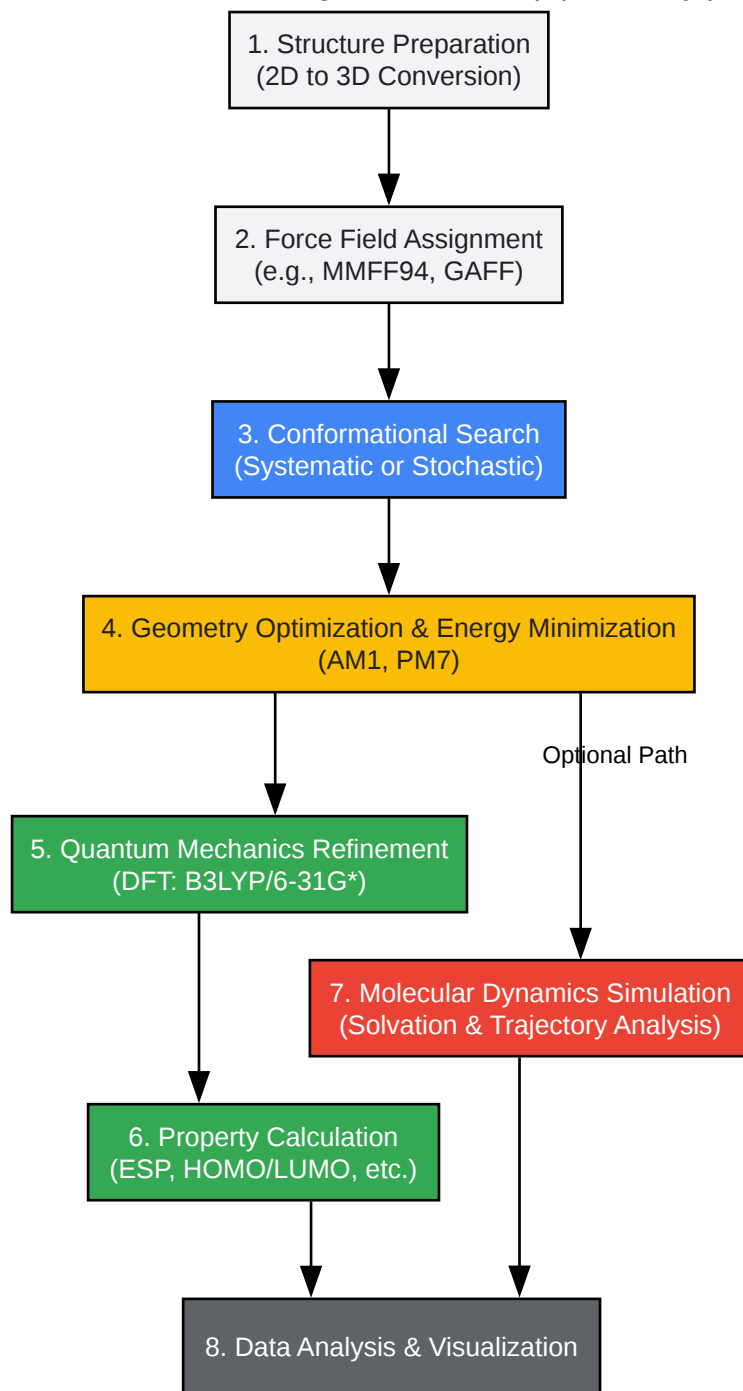 1. Structure Preparation
(2D to 3D Conversion)
2. Force Field Assignment
(e.g., MMFF94, GAFF)
3. Conformational Search
(Systematic or Stochastic)
4. Geometry Optimization & Energy Minimization
(AM1, PM7)
Optional Path
5. Quantum Mechanics Refinement
(DFT: B3LYP/6-31G*)
7. Molecular Dynamics Simulation
(Solvation & Trajectory Analysis)
6. Property Calculation
(ESP, HOMO/LUMO, etc.)
8. Data Analysis & Visualization